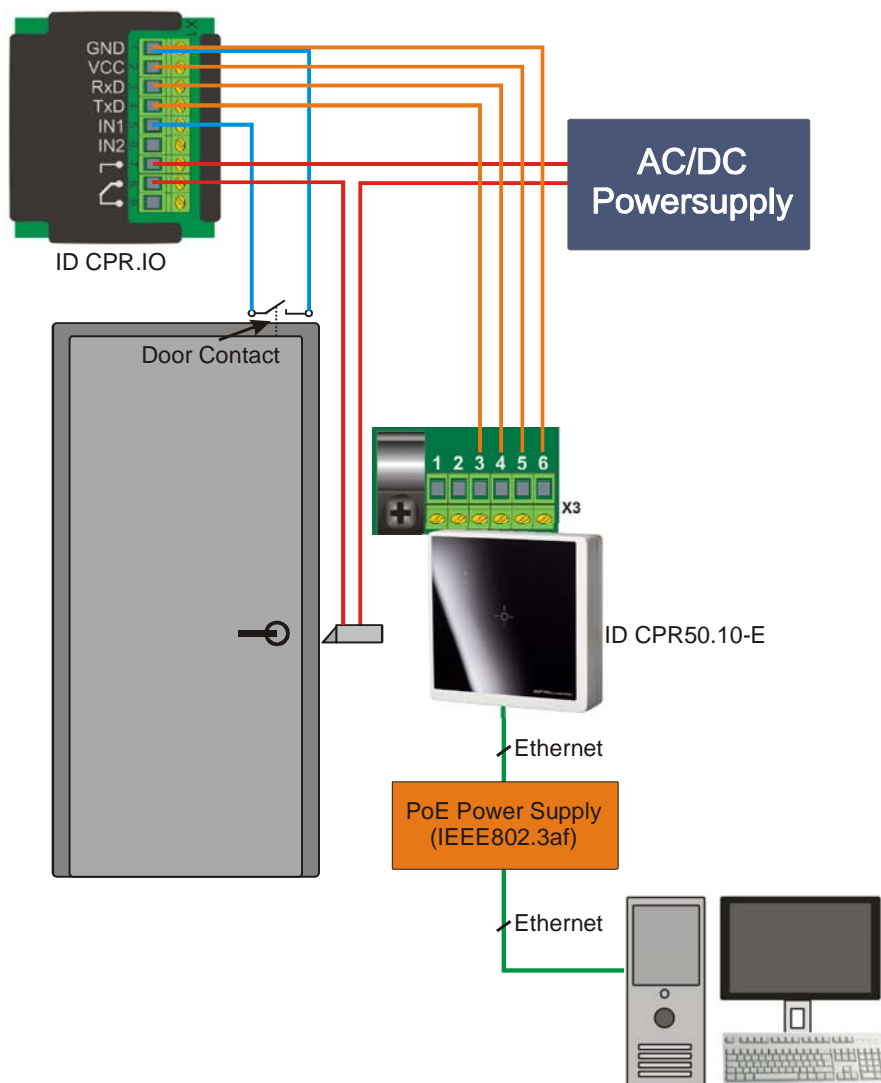 X1
GND
VCC
RxD
TxD
IN1
IN2
ID CPR.IO
AC/DC
Powersupply
Door Contact
1 2 3 4 5 6
X3
ID CPR50.10-E
Ethernet
PoE Power Supply
(IEEE802.3af)
Ethernet